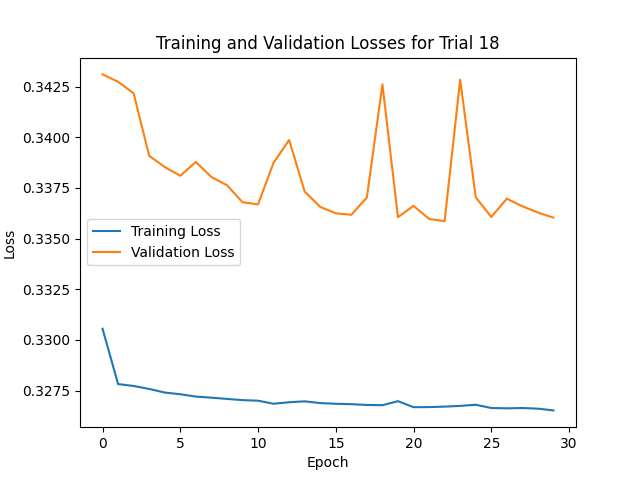 Training and Validation Losses for Trial 18
0.3425
0.3400
0.3375
0.3350
0.3325
0.3300
0.3275
Loss
Training Loss
Validation Loss
0 5 10 15 20 25 30
Epoch